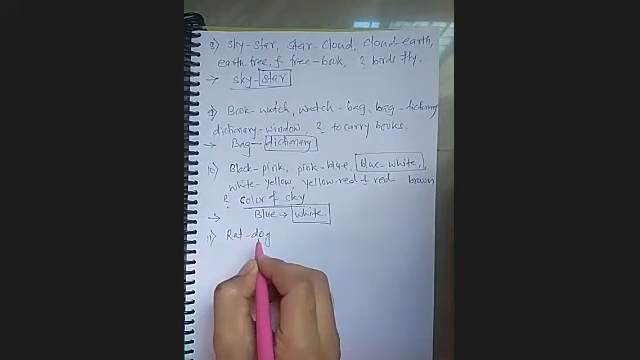 8) Sky-star, star-cloud, cloud earth,
earth-tree, & tree-book, ? birds fly.
→ sky-star
9) Book-watch, watch-bag, bag-dictionary
dictionary-window, ? to carry books.
→ Bag-dictionary
10) Black-pink, pink-blue, Blue-white,
white-yellow, yellow-red & red brown
? color of sky
→ Blue → white.
11) Rat-dog